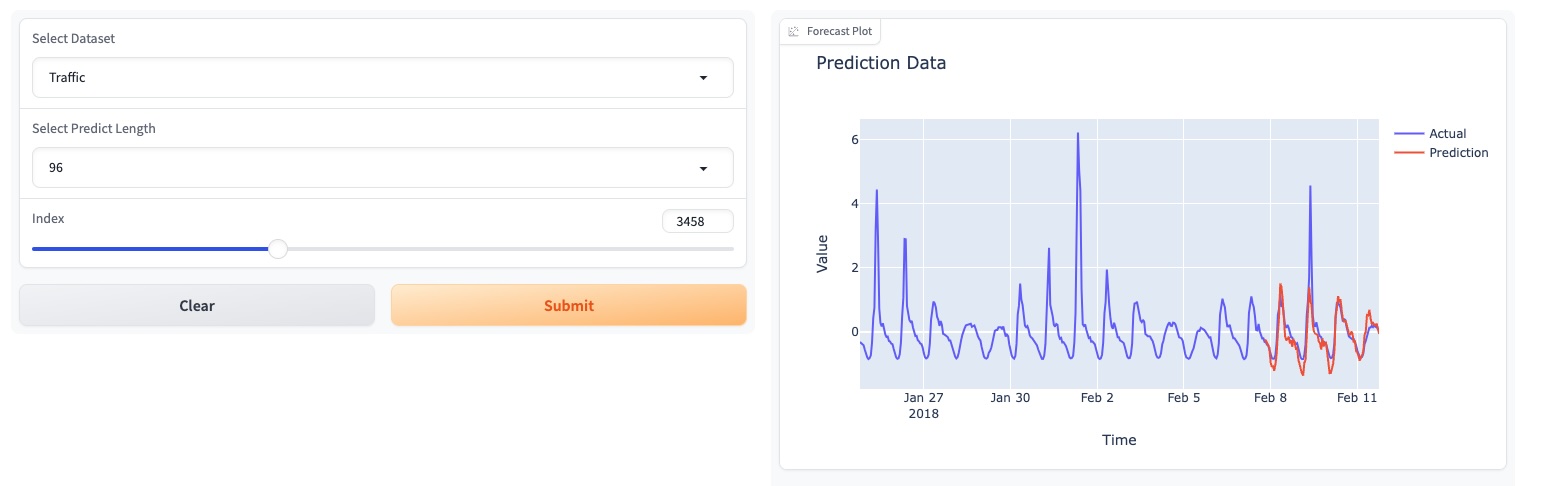 Select Dataset
Traffic
Select Predict Length
96
Index
3458
Clear
Submit
Forecast Plot
Prediction Data
Actual
Prediction
6
4
2
0
Value
Jan 27
2018
Jan 30
Feb 2
Feb 5
Feb 8
Feb 11
Time